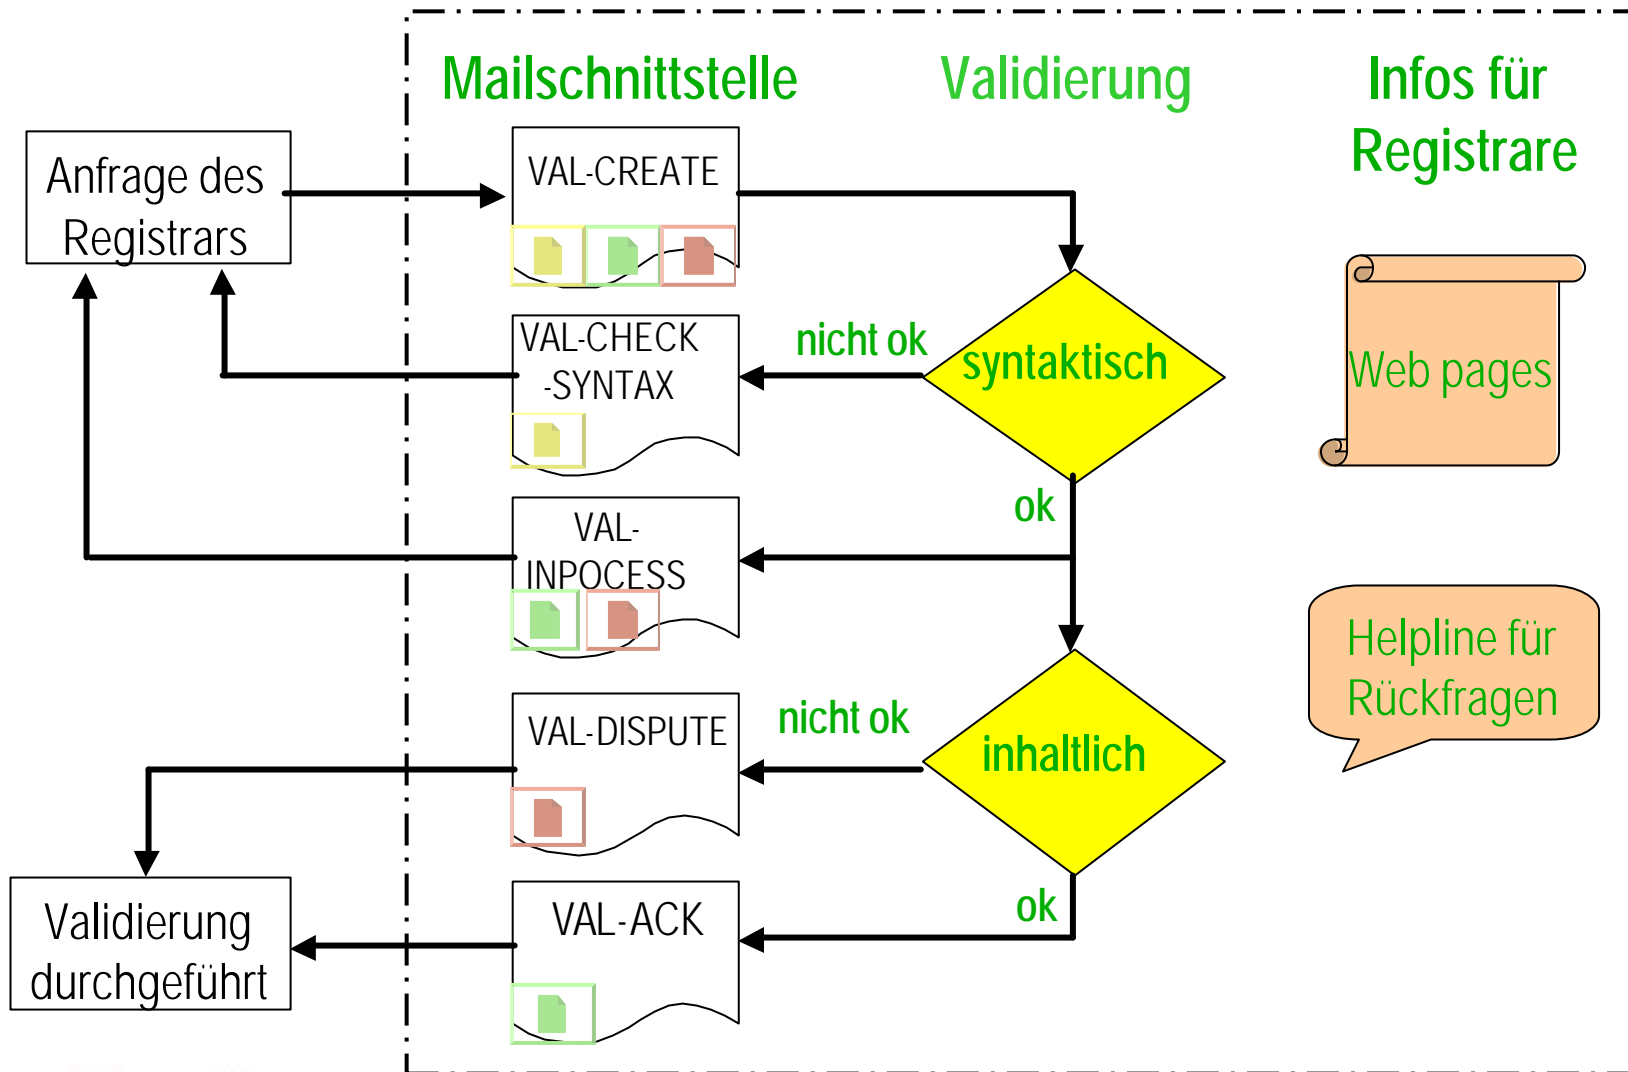 Mailschnittstelle
Validierung
Infos für
Registrare
Anfrage des
Registrars
VAL-CREATE
VAL-CHECK
-SYNTAX
nicht ok
syntaktisch
Web pages
ok
VAL-
INPOCESS
Helpline für
Rückfragen
VAL-DISPUTE
nicht ok
inhaltlich
Validierung
durchgeführt
VAL-ACK
ok